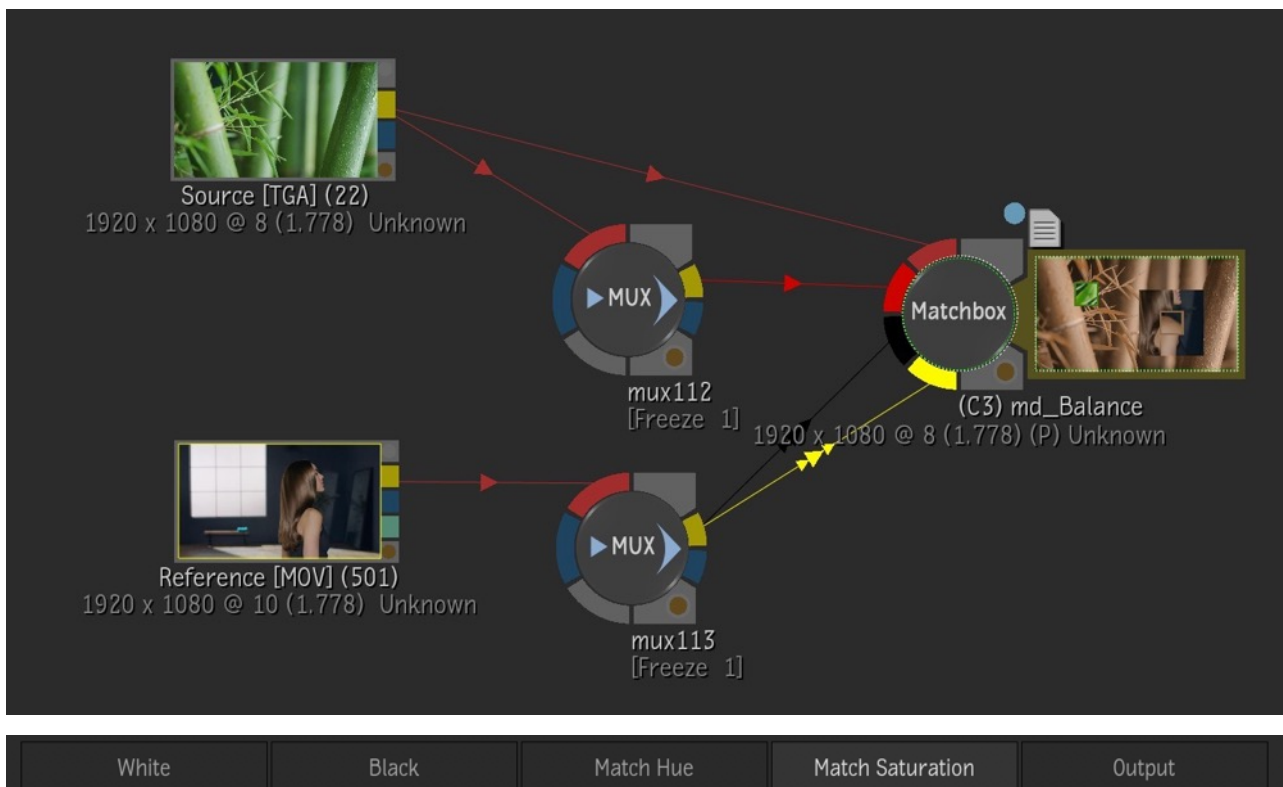 Source [TGA] (22)
1920 x 1080 @ 8 (1.778) Unknown
MUX
mux112
[Freeze 1]
Matchbox
(C3) md_Balance
1920 x 1080 @ 8 (1.778) (P) Unknown
Reference [MOV] (501)
1920 x 1080 @ 10 (1.778) Unknown
MUX
mux113
[Freeze 1]
White Black Match Hue Match Saturation Output